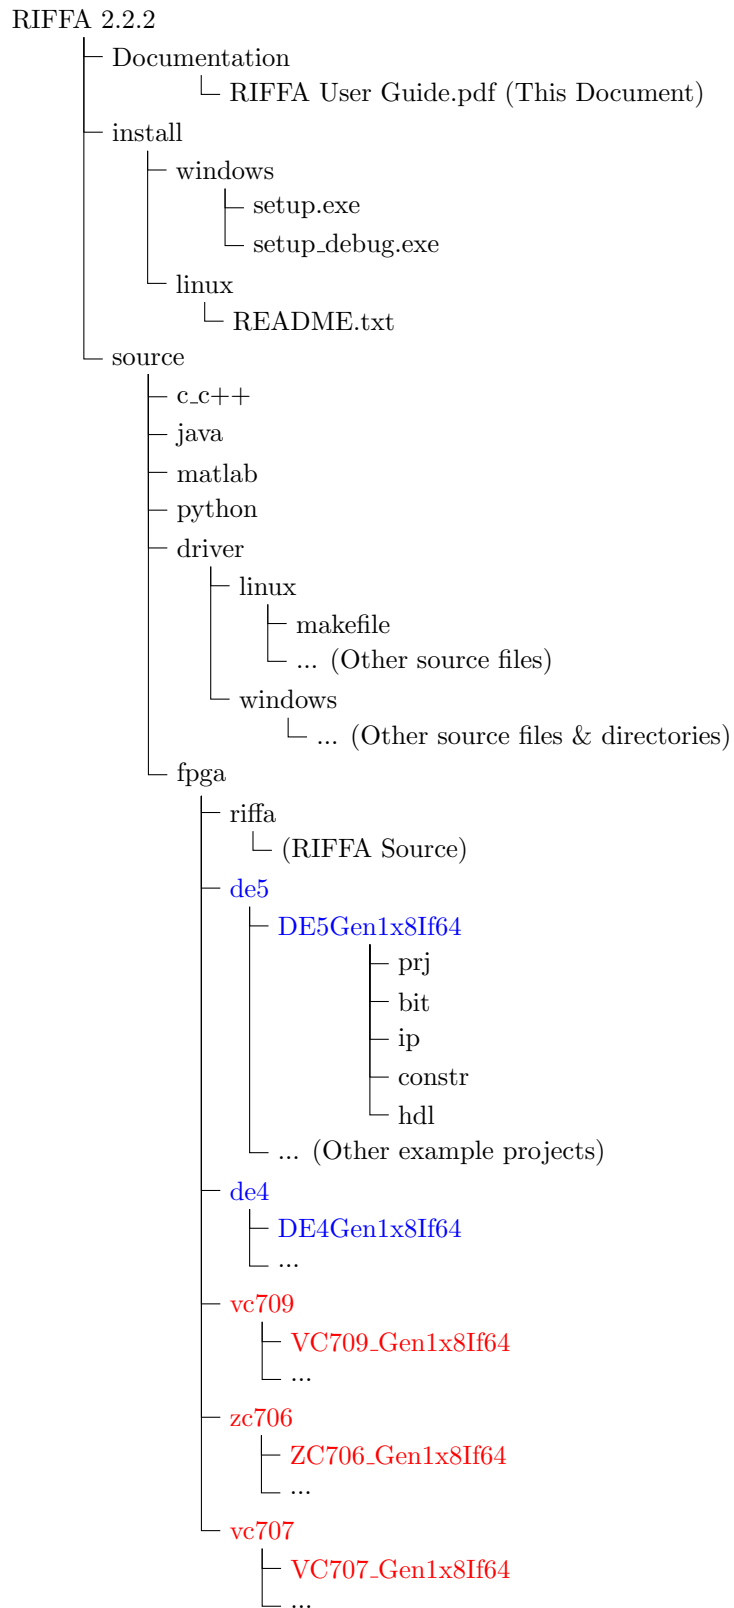 RIFFA 2.2.2
Documentation
RIFFA User Guide.pdf (This Document)
install
windows
setup.exe
setup_debug.exe
linux
README.txt
source
c_c++
java
matlab
python
driver
linux
makefile
... (Other source files)
windows
... (Other source files & directories)
fpga
riffa
(RIFFA Source)
de5
DE5Gen1x8If64
prj
bit
ip
constr
hdl
... (Other example projects)
de4
DE4Gen1x8If64
...
vc709
VC709_Gen1x8If64
...
zc706
ZC706_Gen1x8If64
...
vc707
VC707_Gen1x8If64
...